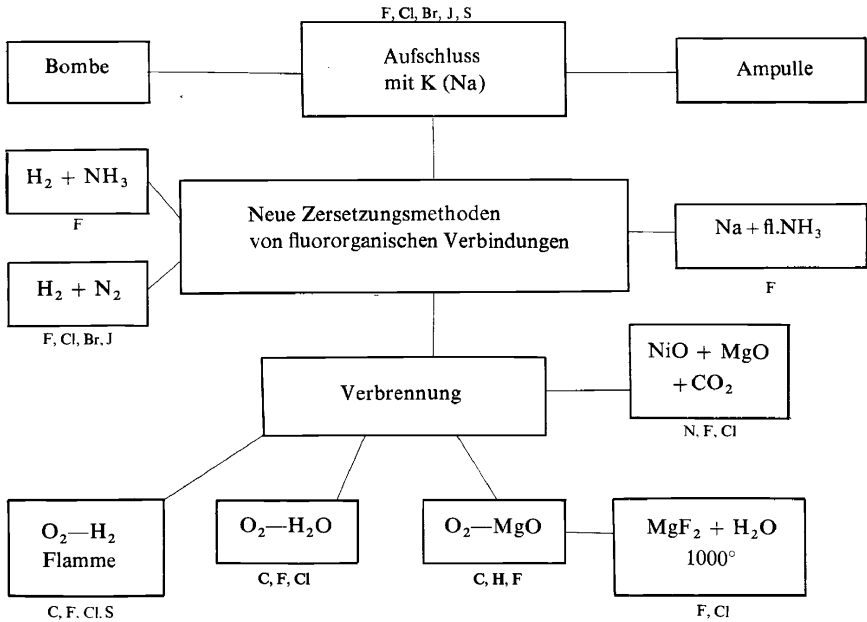 F, Cl, Br, J, S
Bombe
Aufschluss
mit K (Na)
Ampulle
H₂ + NH₃
F
Neue Zersetzungsmethoden
von fluororganischen Verbindungen
Na + fl.NH₃
F
H₂ + N₂
F, Cl, Br, J
Verbrennung
NiO + MgO
+CO₂
N, F, Cl
O₂—H₂
Flamme
C, F, Cl, S
O₂—H₂O
C, F, Cl
O₂—MgO
C, H, F
MgF₂ + H₂O
1000°
F, Cl